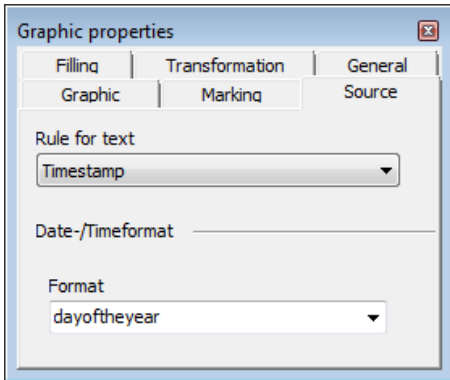 Graphic properties
Filling Transformation General
Graphic Marking Source
Rule for text
Timestamp
Date-/Timeformat
Format
dayoftheyear